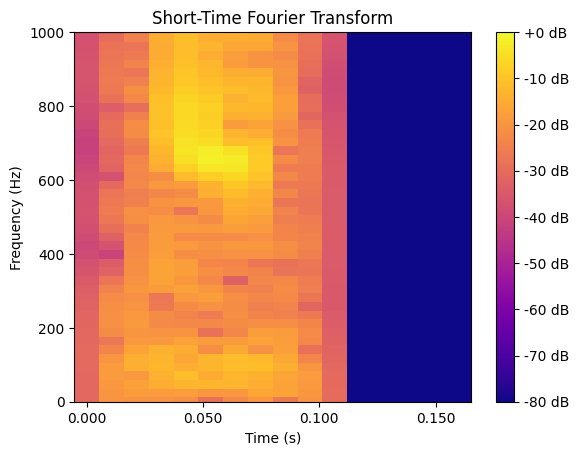 Short-Time Fourier Transform
1000
800
600
400
200
0
Frequency (Hz)
0.000
0.050
0.100
0.150
Time (s)
+0 dB
-10 dB
-20 dB
-30 dB
-40 dB
-50 dB
-60 dB
-70 dB
-80 dB